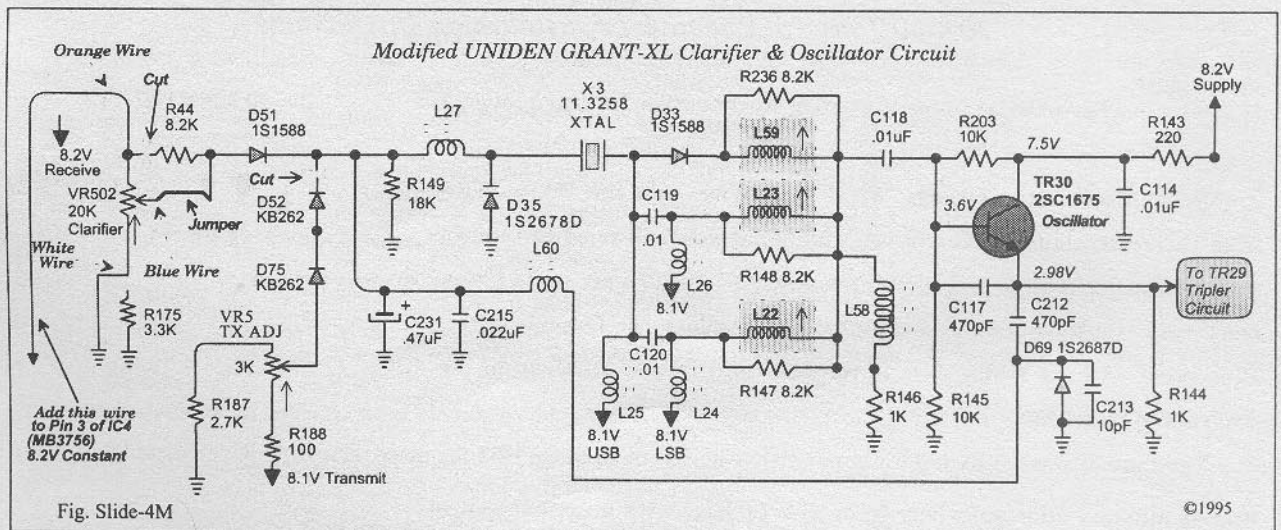 Modified UNIDEN GRANT-XL Clarifier & Oscillator Circuit
Orange Wire
Cut
R44
8.2K
8.2V
Receive
VR502
20K
Clarifier
Jumper
White
Wire
Blue Wire
R175
3.3K
D51
1S1588
Cut
D52
KB262
D75
KB262
VR5
TX ADJ
3K
R187
2.7K
R188
100
8.1V Transmit
Add this wire
to Pin 3 of IC4
(MB3756)
8.2V Constant
L27
R149
18K
D35
1S2678D
L60
C231
.47uF
C215
.022uF
X3
11.3258
XTAL
D33
1S1588
R236 8.2K
L59
C119
.01
L23
R148 8.2K
L26
8.1V
C120
.01
L22
R147 8.2K
L25
8.1V
USB
L24
8.1V
LSB
L58
R146
1K
C118
.01uF
R203
10K
7.5V
8.2V
Supply
R143
220
C114
.01uF
TR30
2SC1675
Oscillator
3.6V
2.98V
To TR29
Tripler
Circuit
C117
470pF
C212
470pF
D69 1S2687D
R145
10K
C213
10pF
R144
1K
Fig. Slide-4M
©1995